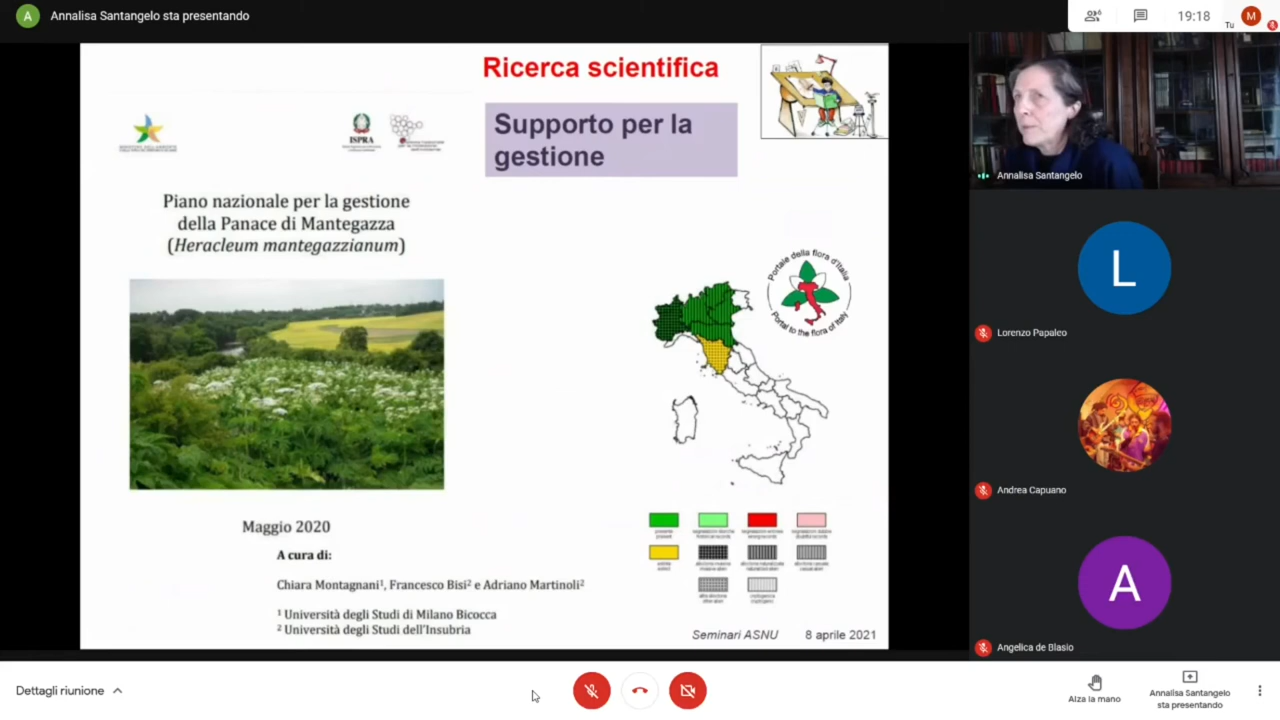 A
Annalisa Santangelo sta presentando
6
19:18
Tu
M
Ricerca scientifica
Supporto per la
gestione
ISPRA
Piano nazionale per la gestione
della Panace di Mantegazza
(Heracleum mantegazzianum)
Portale della flora d'Italia
Portal to the flora of Italy
Maggio 2020
A cura di:
Chiara Montagnani¹, Francesco Bisi² e Adriano Martinoli²
¹ Università degli Studi di Milano Bicocca
² Università degli Studi dell'Insubria
Seminari ASNU 8 aprile 2021
Annalisa Santangelo
L
Lorenzo Papaleo
Andrea Capuano
A
Angelica de Blasio
Dettagli riunione
Alza la mano
Annalisa Santangelo
sta presentando